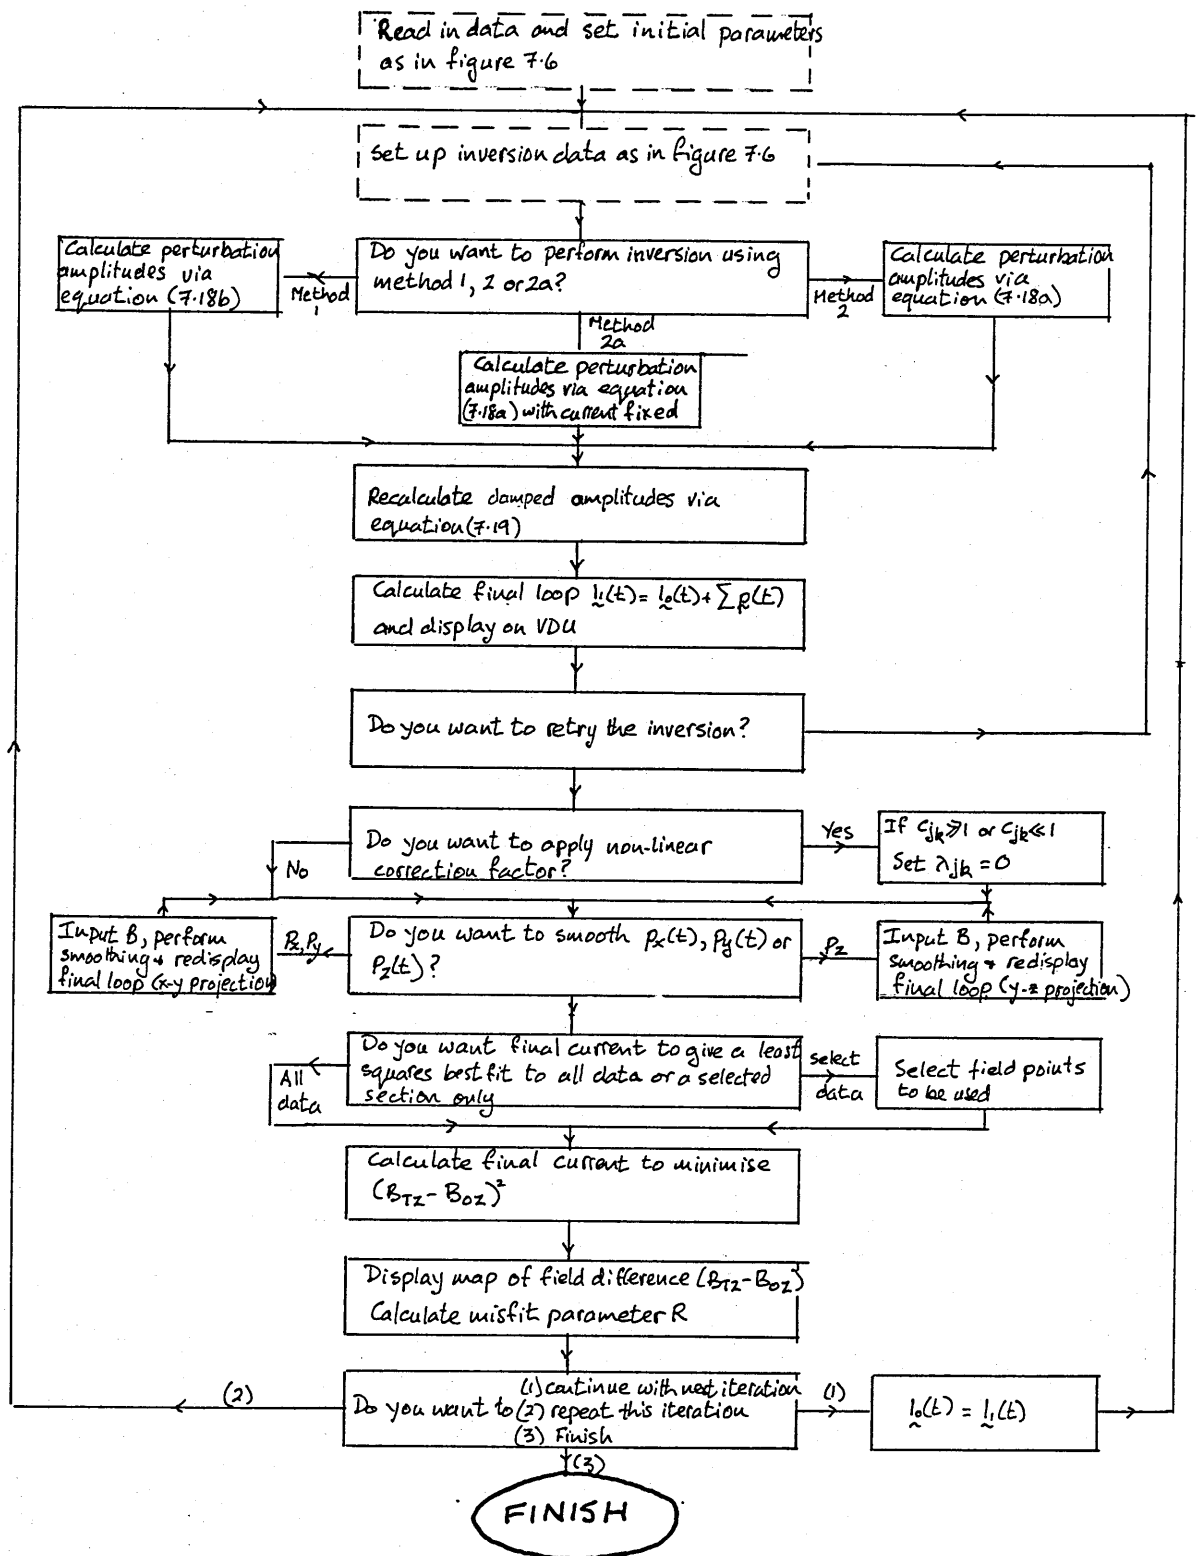 Read in data and set initial parameters
as in figure 7.6
Set up inversion data as in figure 7.6
Calculate perturbation
amplitudes via
equation (7.18b)
Method
1
Do you want to perform inversion using
method 1, 2 or 2a?
Method
2
Calculate perturbation
amplitudes via
equation (7.18a)
Method
2a
Calculate perturbation
amplitudes via equation
(7.18a) with current fixed
Recalculate damped amplitudes via
equation (7.19)
Calculate final loop l₁(t) = l₀(t) + ∑ p(t)
and display on VDU
Do you want to retry the inversion?
Do you want to apply non-linear
correction factor?
No
Yes
If cjk ≫ 1 or cjk ≪ 1
Set λjk = 0
Input B, perform
smoothing + redisplay
final loop (x-y projection)
Px, Py
Do you want to smooth Px(t), Py(t) or
Pz(t)?
Pz
Input B, perform
smoothing + redisplay
final loop (y-z projection)
All
data
Do you want final current to give a least
squares best fit to all data or a selected
section only
select
data
Select field points
to be used
Calculate final current to minimise
(BTZ - BOZ)²
Display map of field difference (BTZ - BOZ)
Calculate misfit parameter R
(2)
(1) continue with next iteration
Do you want to (2) repeat this iteration
(3) Finish
(1)
l₀(t) = l₁(t)
(3)
FINISH